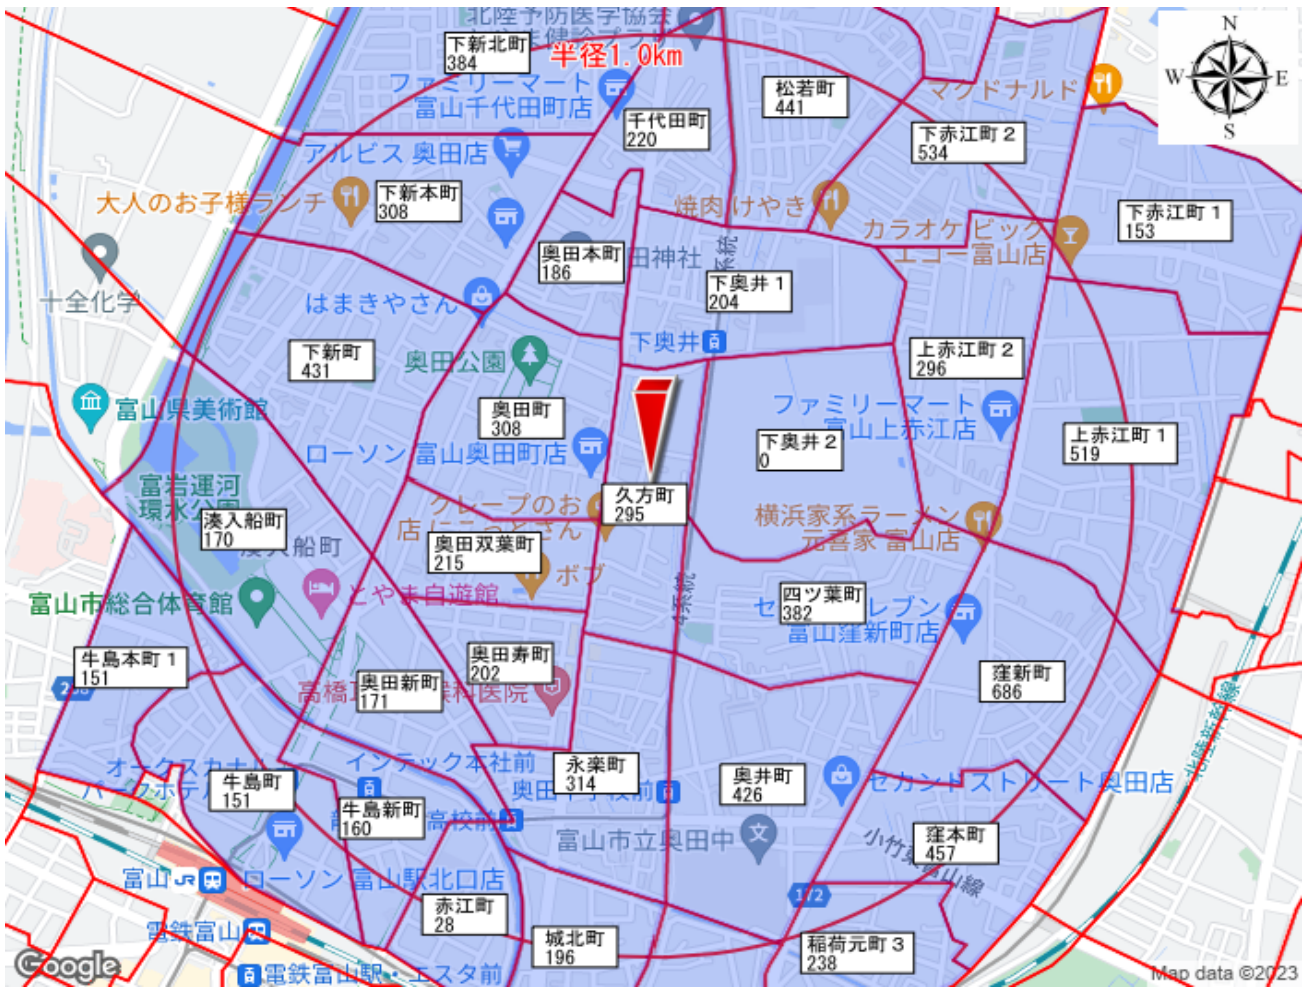 北陸予防医学協会
下新北町
384
半径1.0km
ファミリーマート
富山千代田町店
松若町
441
マクドナルド
N
W
E
S
千代田町
220
下赤江町2
534
アルビス 奥田店
大人のお子様ランチ
下新本町
308
焼肉 けやき
下赤江町1
153
カラオケ ビッグ
エコー富山店
奥田本町
186
田神社
下奥井1
204
十全化学
はまきやさん
下奥井
下新町
431
奥田公園
上赤江町2
296
富山県美術館
奥田町
308
ファミリーマート
富山上赤江店
ローソン 富山奥田町店
下奥井2
0
上赤江町1
519
富岩運河
環水公園
久方町
295
クレープのお
店 にこっとさん
湊入船町
170
湊入船町
横浜家系ラーメン
元喜家 富山店
奥田双葉町
215
ボブ
とやま自遊館
4系統
富山市総合体育館
四ツ葉町
382
富山窪新町店
牛島本町1
151
奥田寿町
202
奥田新町
171
窪新町
686
北陸新幹線
インテック本社前
永楽町
314
奥井町
426
セカンドストリート奥田店
牛島町
151
牛島新町
160
富山市立奥田中
窪本町
457
富山
ローソン 富山駅北口店
172
赤江町
28
電鉄富山
城北町
196
稲荷元町3
238
Google
電鉄富山駅・エスタ前
Map data ©2023